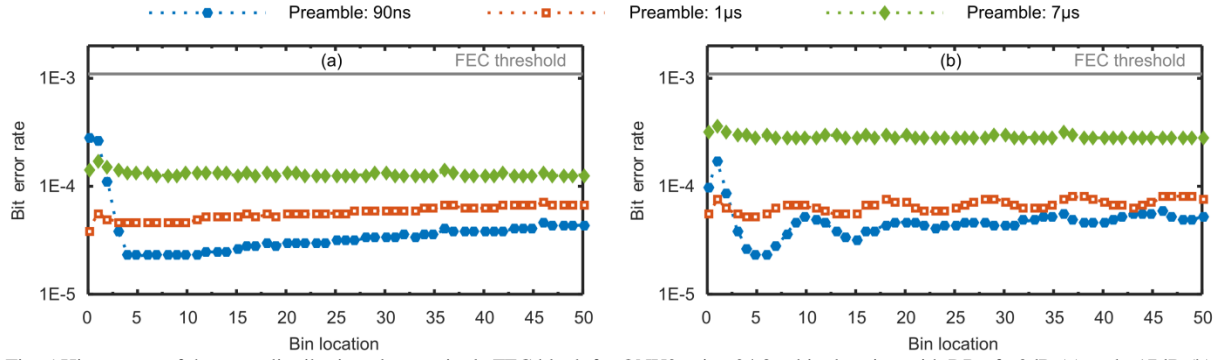 Preamble: 90ns Preamble: 1µs Preamble: 7µs
(a) FEC threshold
1E-3
1E-4
1E-5
Bit error rate
0 5 10 15 20 25 30 35 40 45 50
Bin location
(b) FEC threshold
1E-3
1E-4
1E-5
Bit error rate
0 5 10 15 20 25 30 35 40 45 50
Bin location